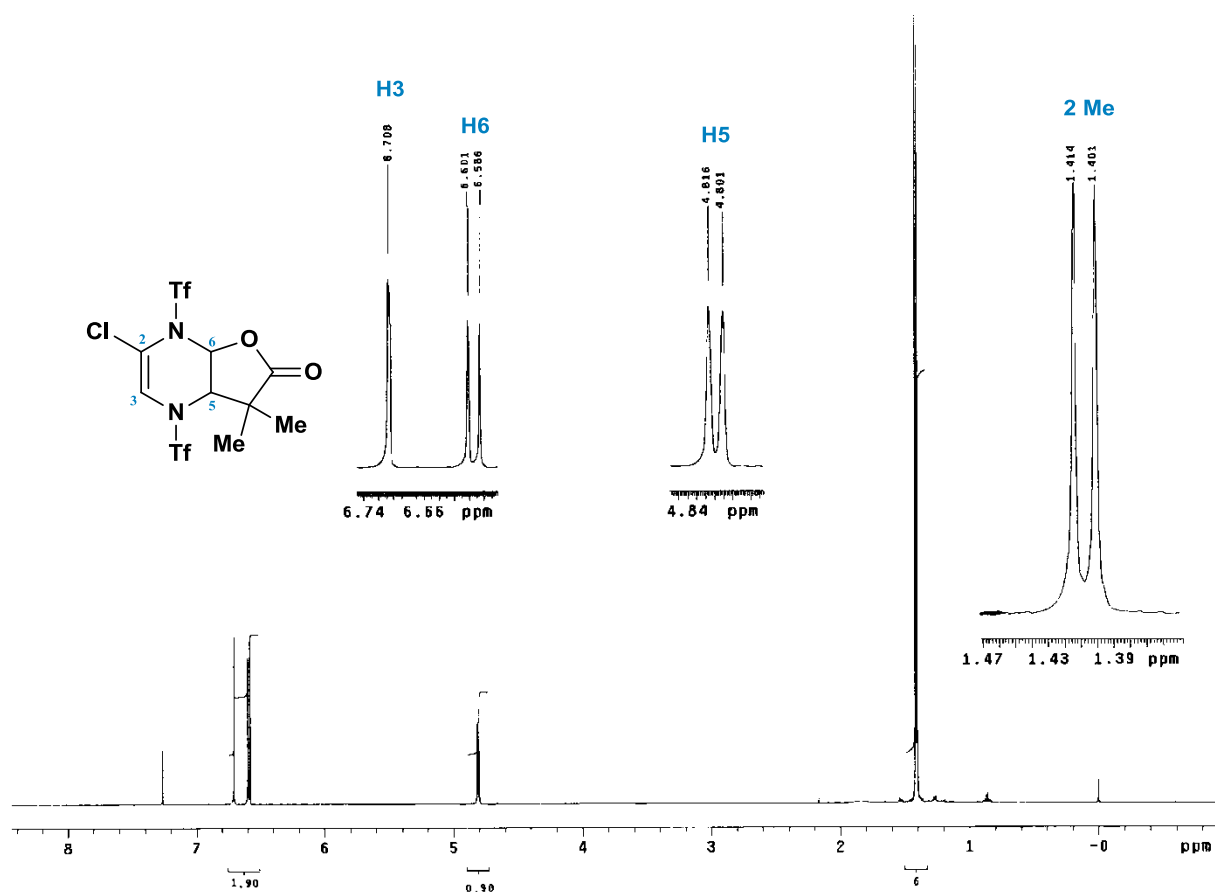 H3
H6
H5
2 Me
6.708
6.601
6.586
4.816
4.801
1.414
1.401
Tf
Cl
2
N
6
O
O
3
N
5
Me
Me
Tf
6.74 6.66 ppm
4.84 ppm
1.47 1.43 1.39 ppm
8 7 6 5 4 3 2 1 -0 ppm
1.90
0.90
6